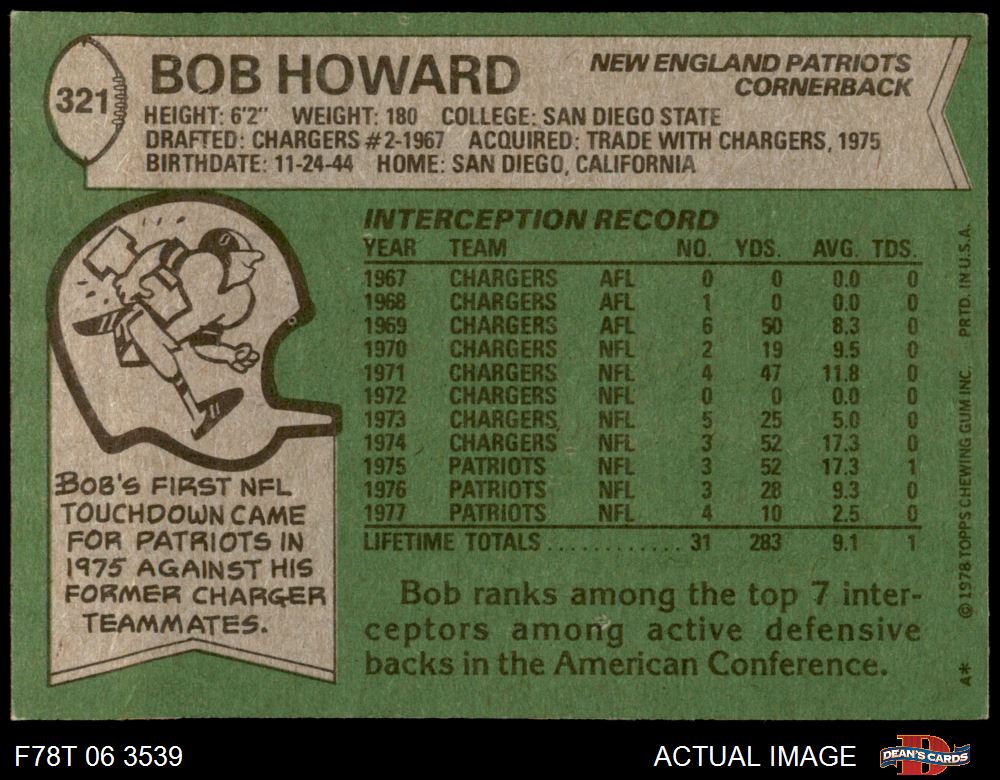 321
BOB HOWARD
NEW ENGLAND PATRIOTS
CORNERBACK
HEIGHT: 6'2" WEIGHT: 180 COLLEGE: SAN DIEGO STATE
DRAFTED: CHARGERS #2-1967 ACQUIRED: TRADE WITH CHARGERS, 1975
BIRTHDATE: 11-24-44 HOME: SAN DIEGO, CALIFORNIA
INTERCEPTION RECORD
YEAR TEAM NO. YDS. AVG. TDS.
1967 CHARGERS AFL 0 0 0.0 0
1968 CHARGERS AFL 1 0 0.0 0
1969 CHARGERS AFL 6 50 8.3 0
1970 CHARGERS NFL 2 19 9.5 0
1971 CHARGERS NFL 4 47 11.8 0
1972 CHARGERS NFL 0 0 0.0 0
1973 CHARGERS NFL 5 25 5.0 0
1974 CHARGERS NFL 3 52 17.3 0
1975 PATRIOTS NFL 3 52 17.3 1
1976 PATRIOTS NFL 3 28 9.3 0
1977 PATRIOTS NFL 4 10 2.5 0
LIFETIME TOTALS ............ 31 283 9.1 1
BOB'S FIRST NFL
TOUCHDOWN CAME
FOR PATRIOTS IN
1975 AGAINST HIS
FORMER CHARGER
TEAMMATES.
Bob ranks among the top 7 inter-
ceptors among active defensive
backs in the American Conference.
A* © 1978 TOPPS CHEWING GUM INC. PRTD. IN U.S.A.
F78T 06 3539
ACTUAL IMAGE
D
DEAN'S CARDS